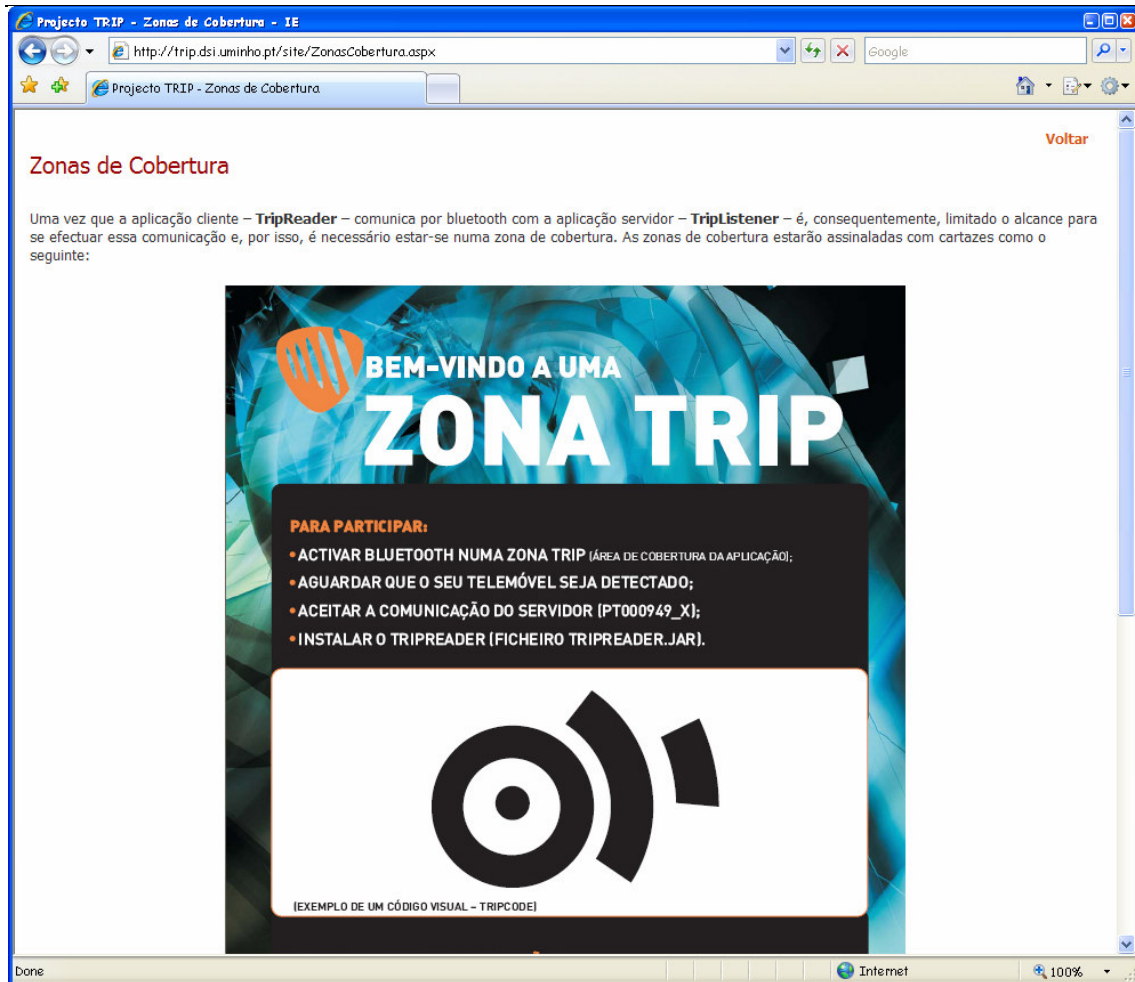 Projecto TRIP - Zonas de Cobertura - IE
http://trip.dsi.uminho.pt/site/ZonasCobertura.aspx
Google
Projecto TRIP - Zonas de Cobertura
Voltar
Zonas de Cobertura
Uma vez que a aplicação cliente – TripReader – comunica por bluetooth com a aplicação servidor – TripListener – é, consequentemente, limitado o alcance para
se efectuar essa comunicação e, por isso, é necessário estar-se numa zona de cobertura. As zonas de cobertura estarão assinaladas com cartazes como o
seguinte:
BEM-VINDO A UMA
ZONA TRIP
PARA PARTICIPAR:
• ACTIVAR BLUETOOTH NUMA ZONA TRIP (ÁREA DE COBERTURA DA APLICAÇÃO);
• AGUARDAR QUE O SEU TELEMÓVEL SEJA DETECTADO;
• ACEITAR A COMUNICAÇÃO DO SERVIDOR (PT000949_X);
• INSTALAR O TRIPREADER (FICHEIRO TRIPREADER.JAR).
(EXEMPLO DE UM CÓDIGO VISUAL – TRIPCODE)
Done
Internet
100%